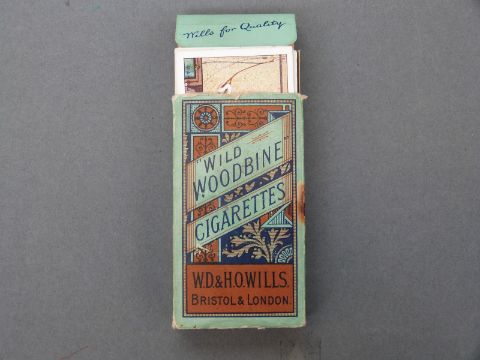 Wills for Quality
"WILD
WOODBINE"
CIGARETTES
W.D. & H.O. WILLS.
BRISTOL & LONDON.